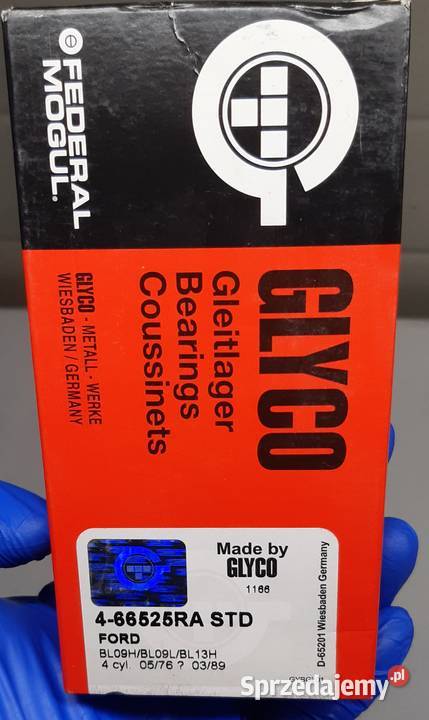 FEDERAL
MOGUL.
GLYCO
Gleitlager
Bearings
Coussinets
GLYCO - METALL - WERKE
WIESBADEN / GERMANY
Made by
GLYCO
1166
4-66525RA STD
FORD
BL09H/BL09L/BL13H
4 cyl. 05/76 ? 03/89
D-65201 Wiesbaden Germany
Sprzedajemy.pl